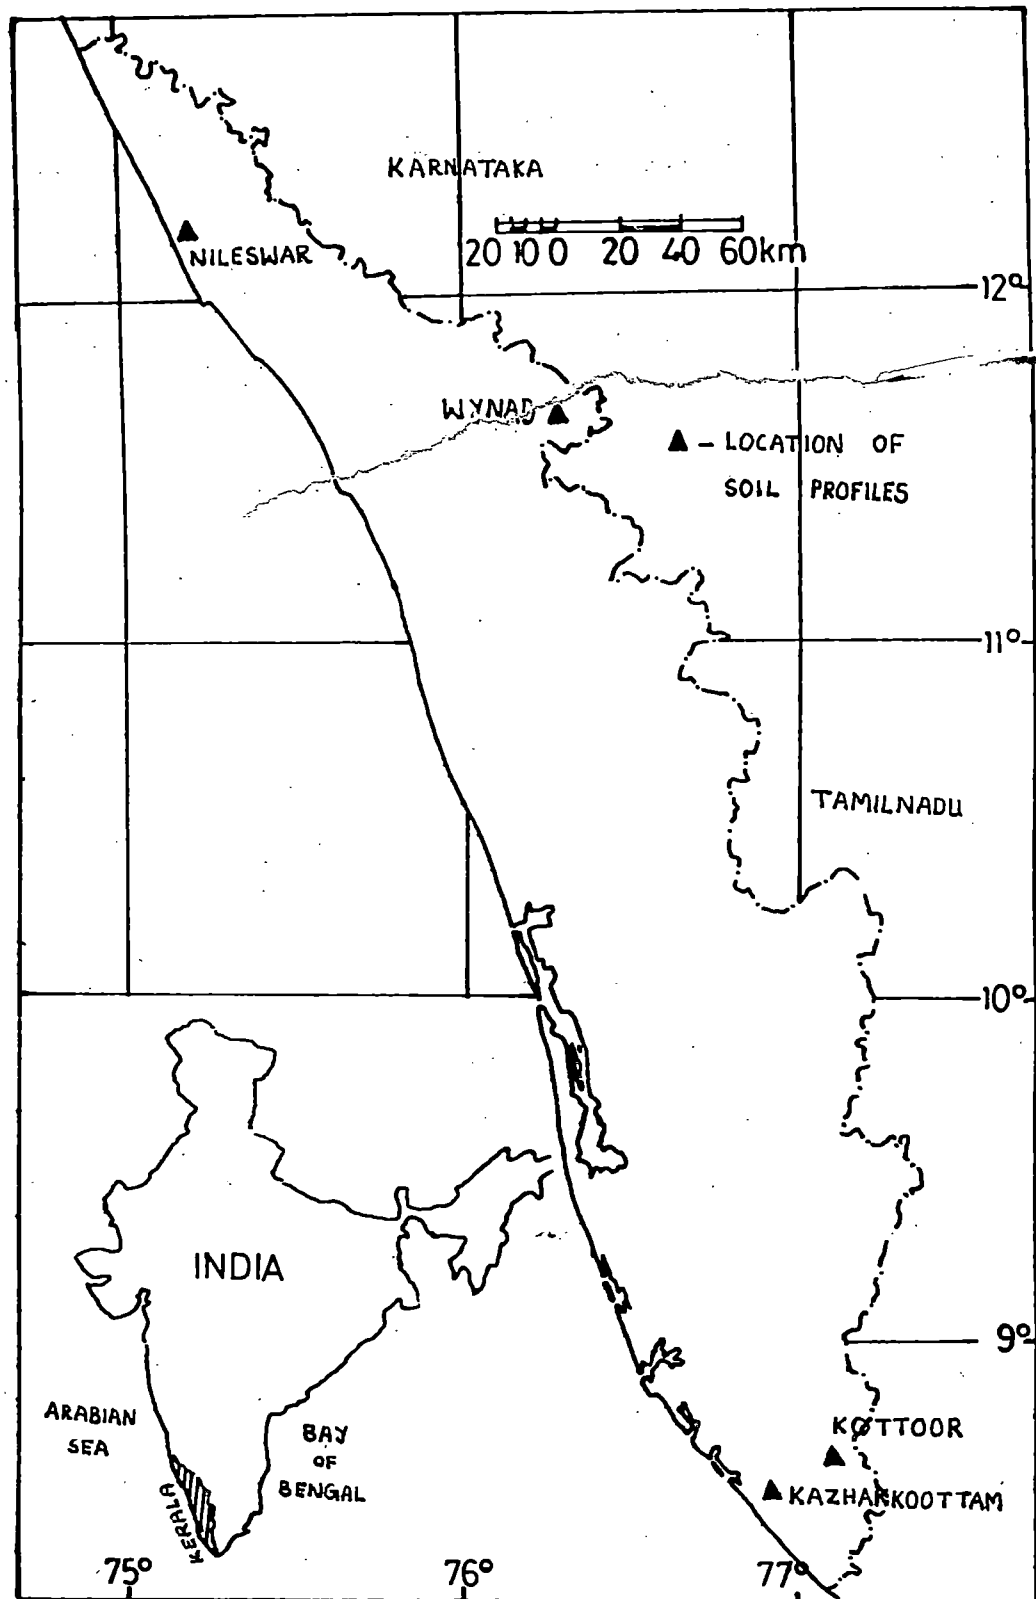 KARNATAKA
20 10 0 20 40 60km
NILESWAR
12°
WYNAD
▲ – LOCATION OF
SOIL PROFILES
11°
TAMILNADU
10°
INDIA
9°
ARABIAN
SEA
BAY
OF
BENGAL
KERALA
KOTTOOR
KAZHAKKOOTTAM
75° 76° 77°